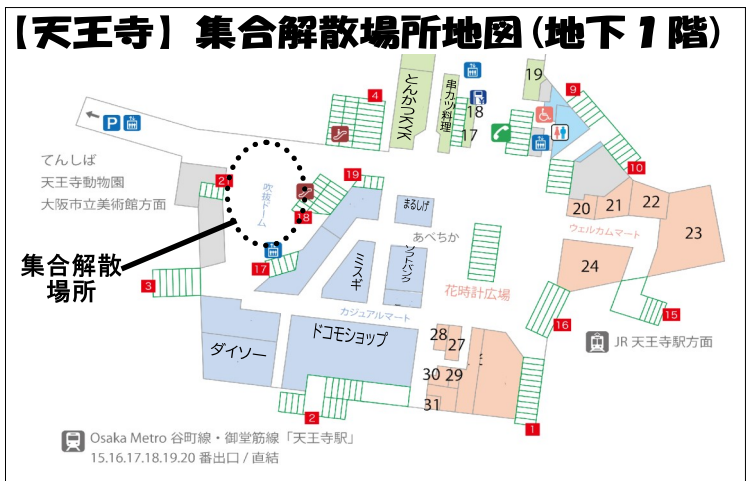 【天王寺】集合解散場所地図(地下1階)
4
とんかつKYK
串カツ料理
18
17
19
9
10
P
てんしば
天王寺動物園
大阪市立美術館方面
21
吹抜ドーム
19
18
17
集合解散
場所
3
まるしげ
あべちか
ソフトバンク
ミスギ
花時計広場
カジュアルマート
20
21
22
23
ウェルカムマート
24
15
16
JR 天王寺駅方面
ダイソー
ドコモショップ
28
27
30
29
31
2
1
Osaka Metro 谷町線・御堂筋線「天王寺駅」
15.16.17.18.19.20 番出口 / 直結